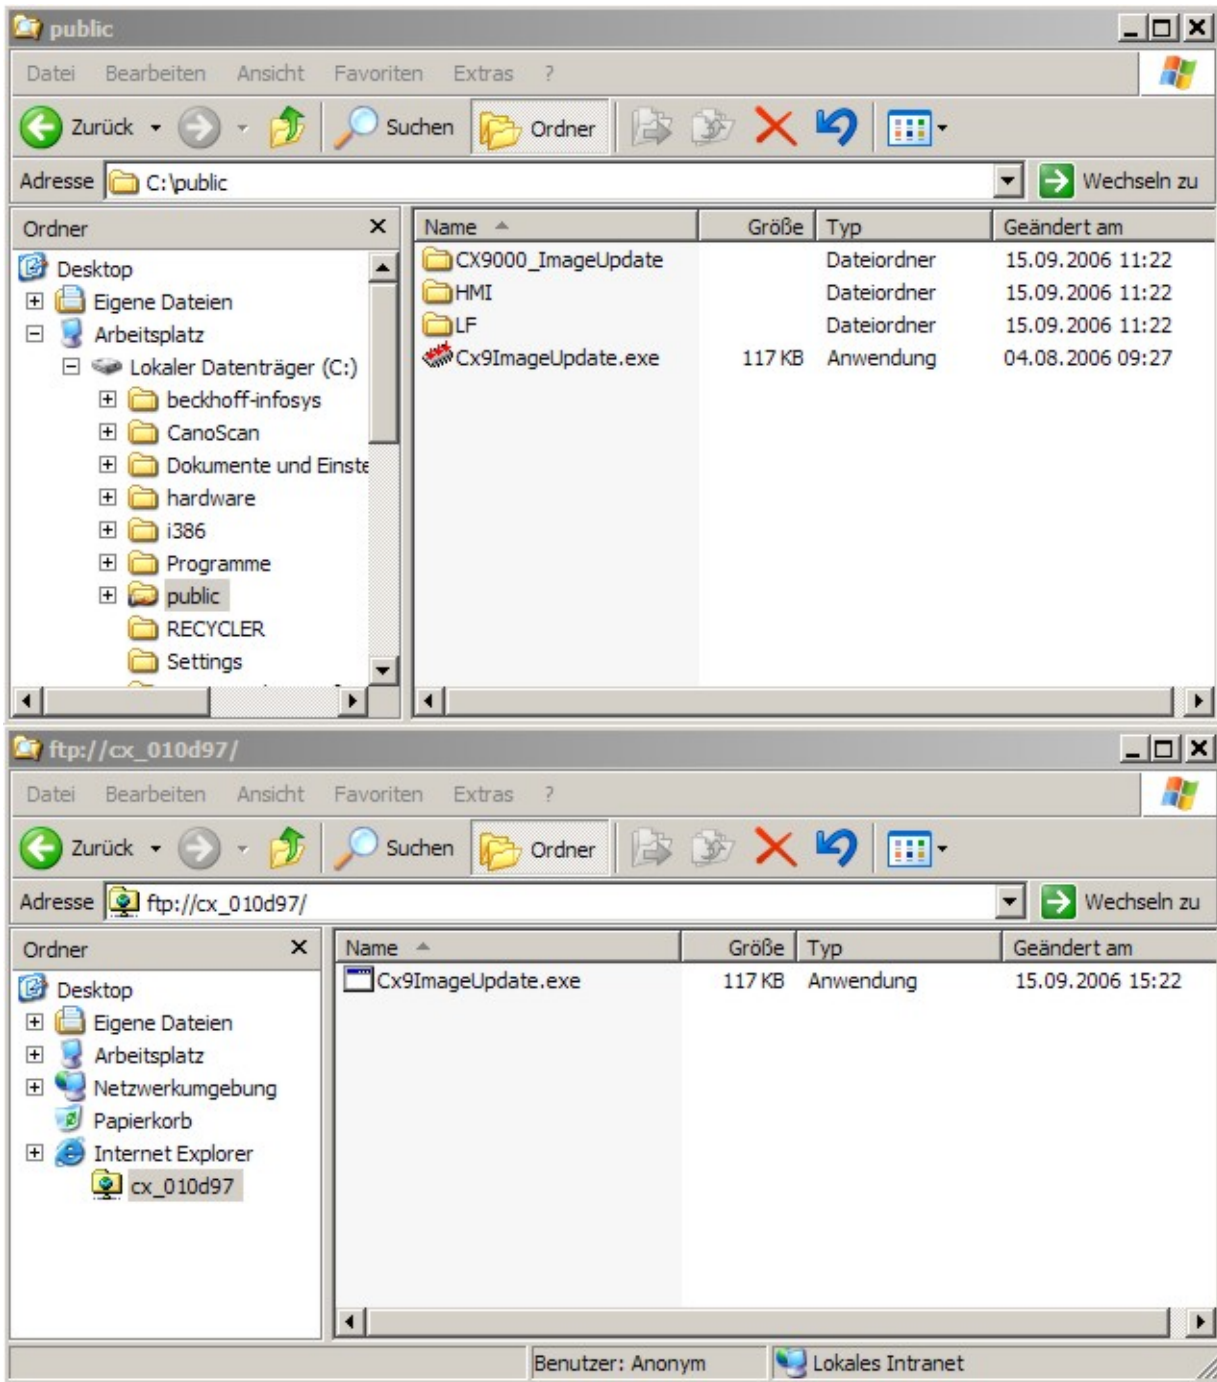 public
Datei Bearbeiten Ansicht Favoriten Extras ?
Zurück Suchen Ordner
Adresse C:\public Wechseln zu
Ordner
Desktop
Eigene Dateien
Arbeitsplatz
Lokaler Datenträger (C:)
beckhoff-infosys
CanoScan
Dokumente und Einste
hardware
i386
Programme
public
RECYCLER
Settings
Name Größe Typ Geändert am
CX9000_ImageUpdate Dateiordner 15.09.2006 11:22
HMI Dateiordner 15.09.2006 11:22
LF Dateiordner 15.09.2006 11:22
Cx9ImageUpdate.exe 117 KB Anwendung 04.08.2006 09:27
ftp://cx_010d97/
Datei Bearbeiten Ansicht Favoriten Extras ?
Zurück Suchen Ordner
Adresse ftp://cx_010d97/ Wechseln zu
Ordner
Desktop
Eigene Dateien
Arbeitsplatz
Netzwerkumgebung
Papierkorb
Internet Explorer
cx_010d97
Name Größe Typ Geändert am
Cx9ImageUpdate.exe 117 KB Anwendung 15.09.2006 15:22
Benutzer: Anonym Lokales Intranet